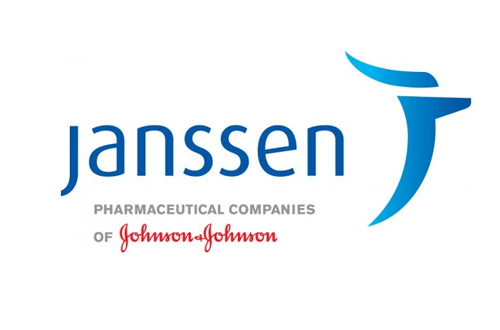 janssen
PHARMACEUTICAL COMPANIES
OF Johnson&Johnson